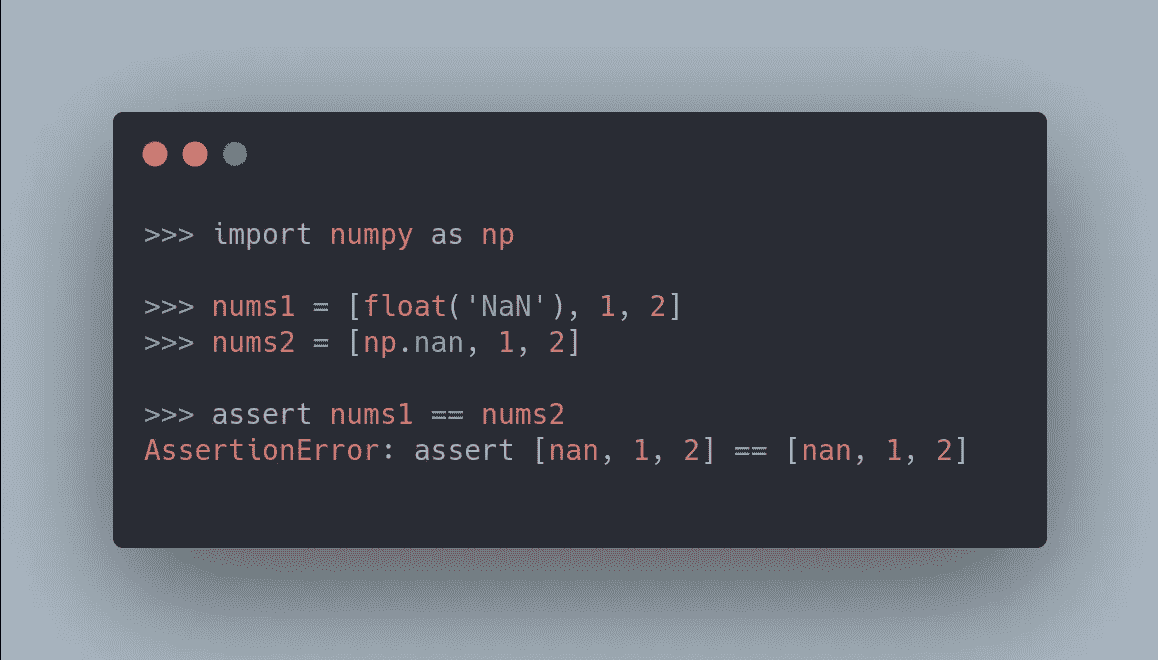 >>> import numpy as np
>>> nums1 = [float('NaN'), 1, 2]
>>> nums2 = [np.nan, 1, 2]
>>> assert nums1 == nums2
AssertionError: assert [nan, 1, 2] == [nan, 1, 2]